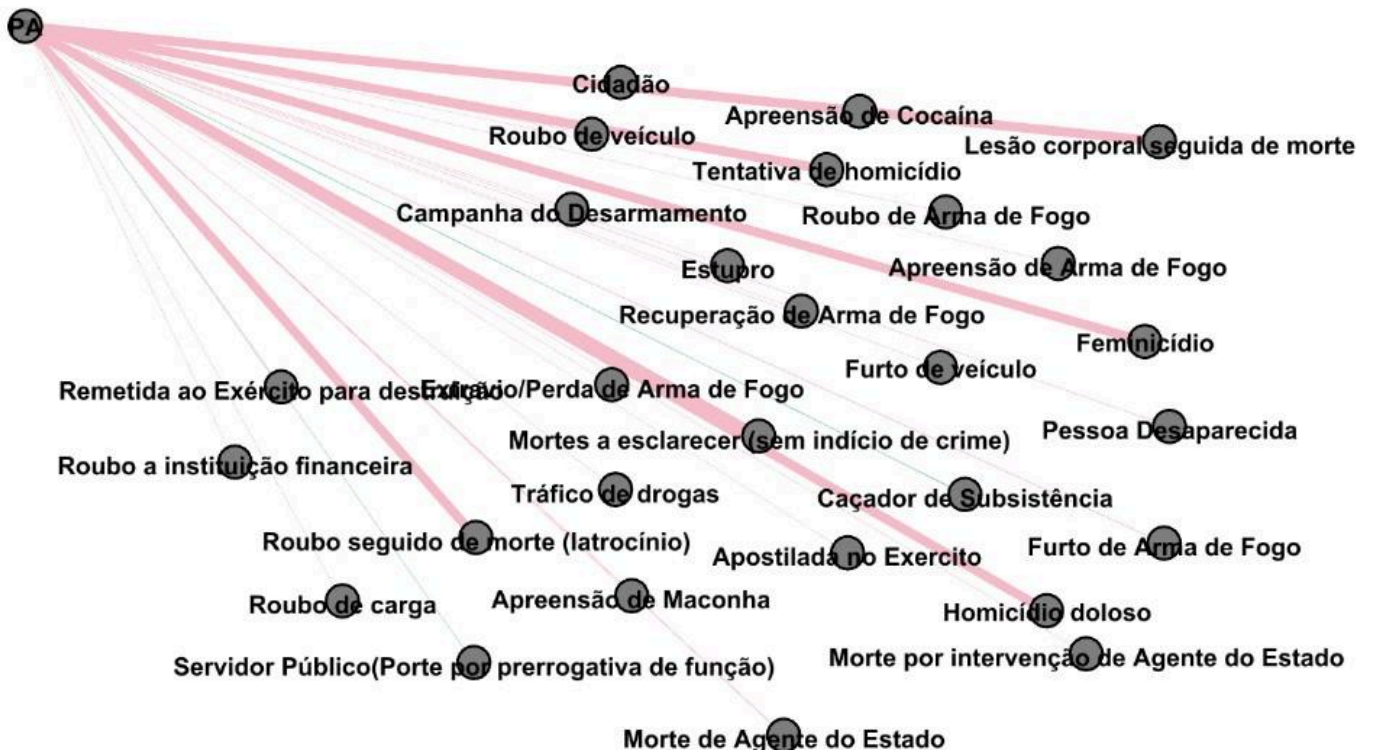 PA
Cidadão
Apreensão de Cocaína
Roubo de veículo
Lesão corporal seguida de morte
Tentativa de homicídio
Campanha do Desarmamento
Roubo de Arma de Fogo
Estupro
Apreensão de Arma de Fogo
Recuperação de Arma de Fogo
Feminicídio
Furto de veículo
Remetida ao Exército para destruição
Extravio/Perda de Arma de Fogo
Mortes a esclarecer (sem indício de crime)
Pessoa Desaparecida
Roubo a instituição financeira
Tráfico de drogas
Caçador de Subsistência
Roubo seguido de morte (latrocínio)
Apostilada no Exercito
Furto de Arma de Fogo
Roubo de carga
Apreensão de Maconha
Homicídio doloso
Servidor Público(Porte por prerrogativa de função)
Morte por intervenção de Agente do Estado
Morte de Agente do Estado